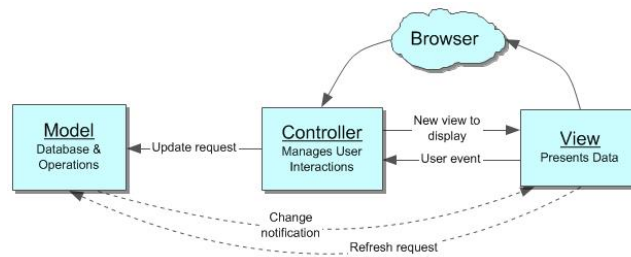 Browser
Model
Database &
Operations
Update request
Controller
Manages User
Interactions
New view to
display
User event
View
Presents Data
Change
notification
Refresh request